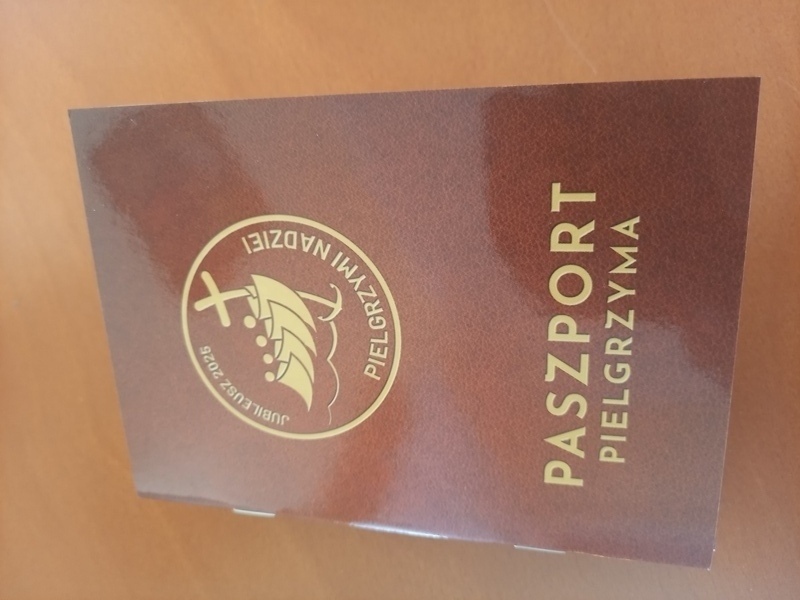 JUBILEUSZ 2025
PIELGRZYMI NADZIEI
PASZPORT
PIELGRZYMA